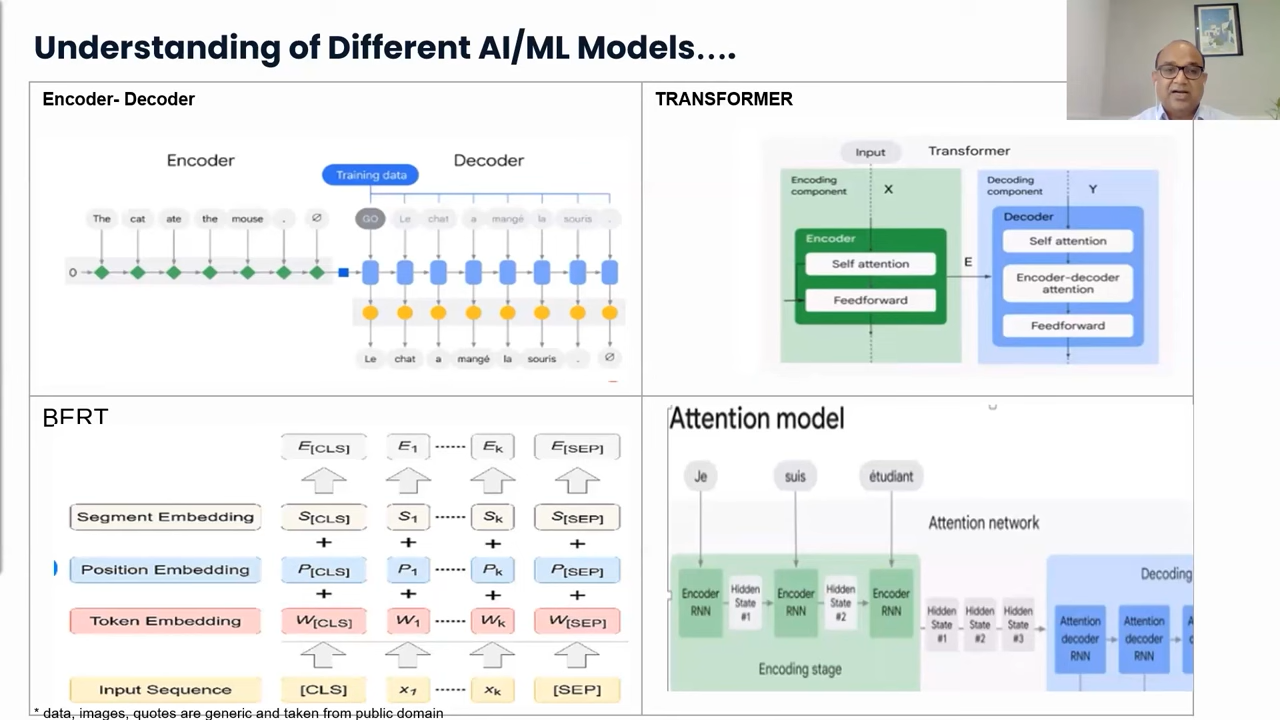 Understanding of Different AI/ML Models....
Encoder- Decoder
Encoder
Decoder
Training data
The cat ate the mouse . ∅
GO Le chat a mangé la souris .
0
Le chat a mangé la souris . ∅
TRANSFORMER
Input
Transformer
Encoding
component
X
Decoding
component
Y
Encoder
Self attention
Feedforward
E
Decoder
Self attention
Encoder-decoder
attention
Feedforward
BERT
E[CLS] E1 ------ Ek E[SEP]
Segment Embedding S[CLS] S1 ------ Sk S[SEP]
+ + + +
Position Embedding P[CLS] P1 ------ Pk P[SEP]
+ + + +
Token Embedding W[CLS] W1 ------ Wk W[SEP]
Input Sequence [CLS] x1 ------ xk [SEP]
* data, images, quotes are generic and taken from public domain
Attention model
Je suis étudiant
Attention network
Encoder
RNN
Hidden
State
#1
Encoder
RNN
Hidden
State
#2
Encoder
RNN
Encoding stage
Hidden
State
#1
Hidden
State
#2
Hidden
State
#3
Decoding
Attention
decoder
RNN
Attention
decoder
RNN
A